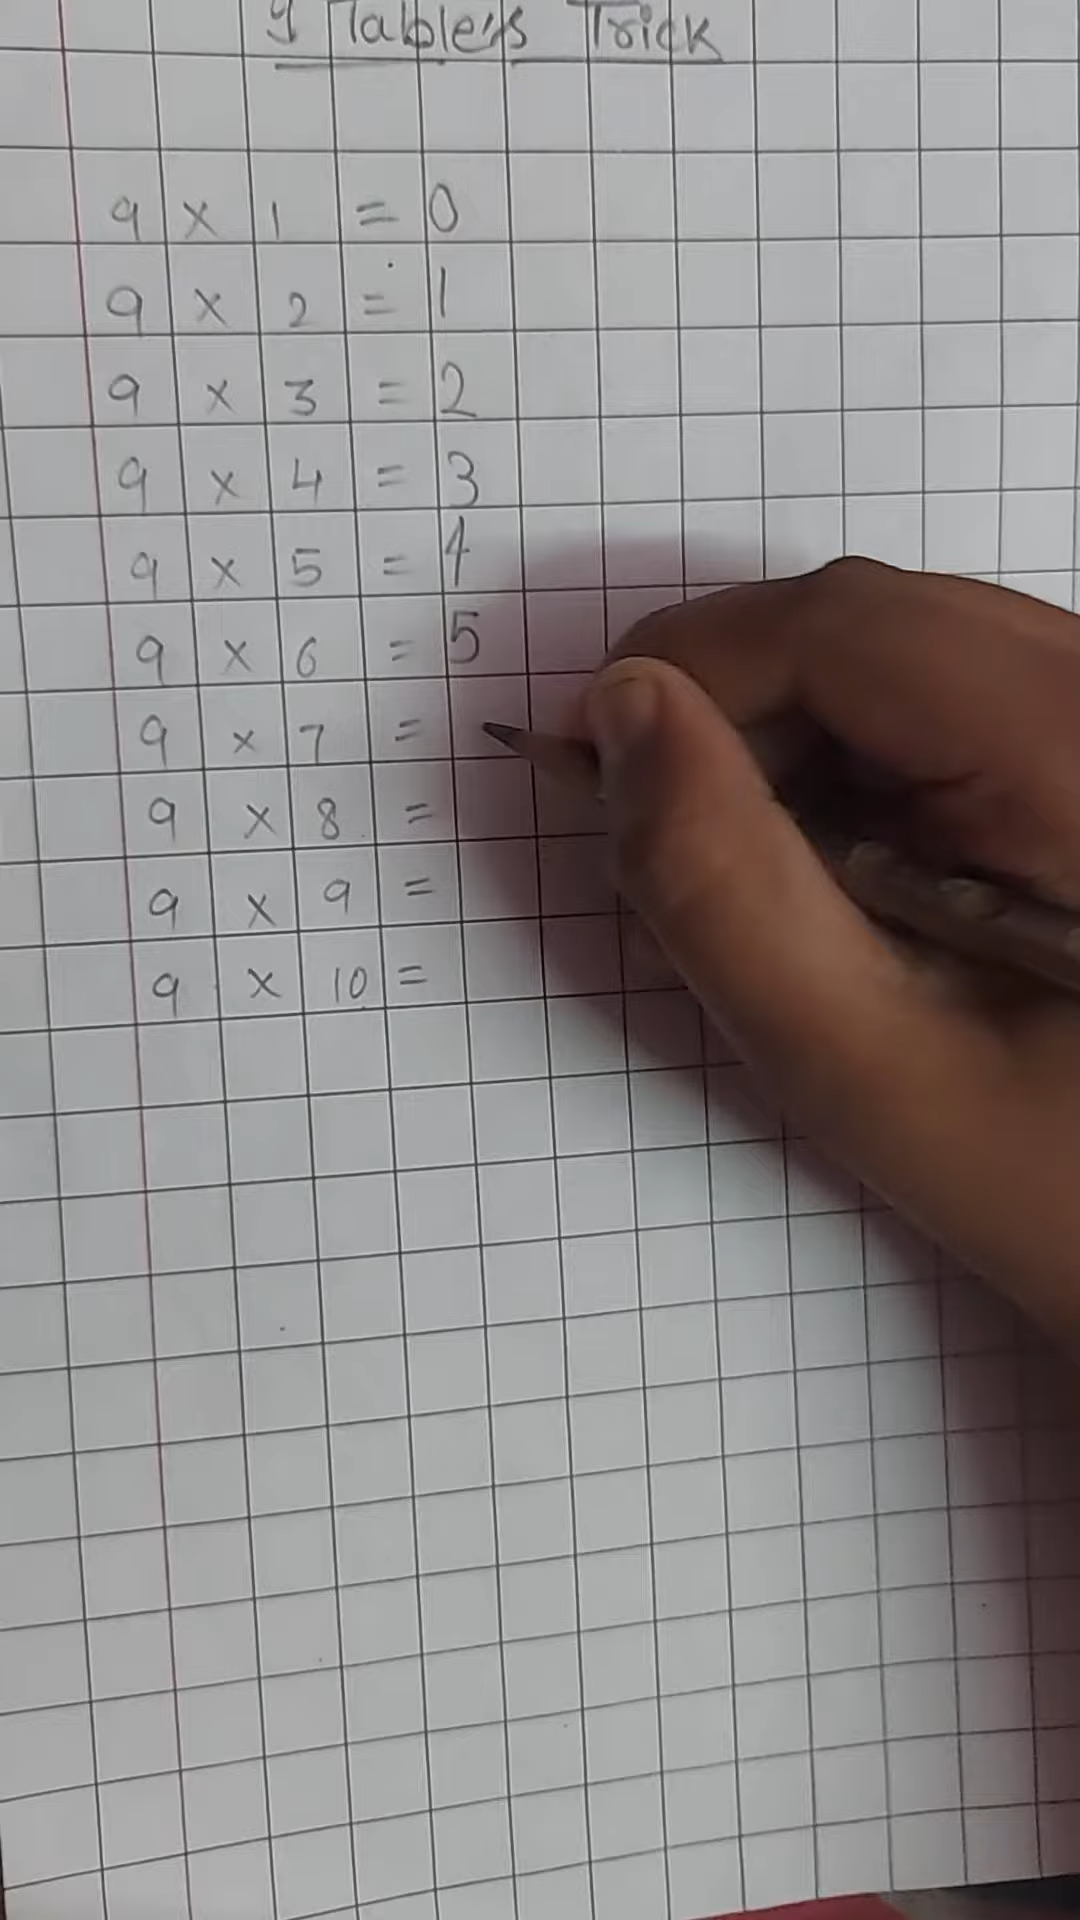 9 Table's Trick
9 × 1 = 0
9 × 2 = 1
9 × 3 = 2
9 × 4 = 3
9 × 5 = 4
9 × 6 = 5
9 × 7 =
9 × 8 =
9 × 9 =
9 × 10 =